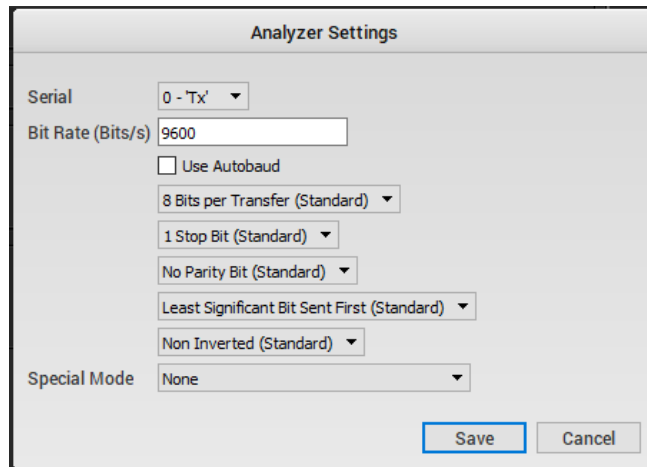 Analyzer Settings
Serial 0 - 'Tx'
Bit Rate (Bits/s) 9600
Use Autobaud
8 Bits per Transfer (Standard)
1 Stop Bit (Standard)
No Parity Bit (Standard)
Least Significant Bit Sent First (Standard)
Non Inverted (Standard)
Special Mode None
Save Cancel